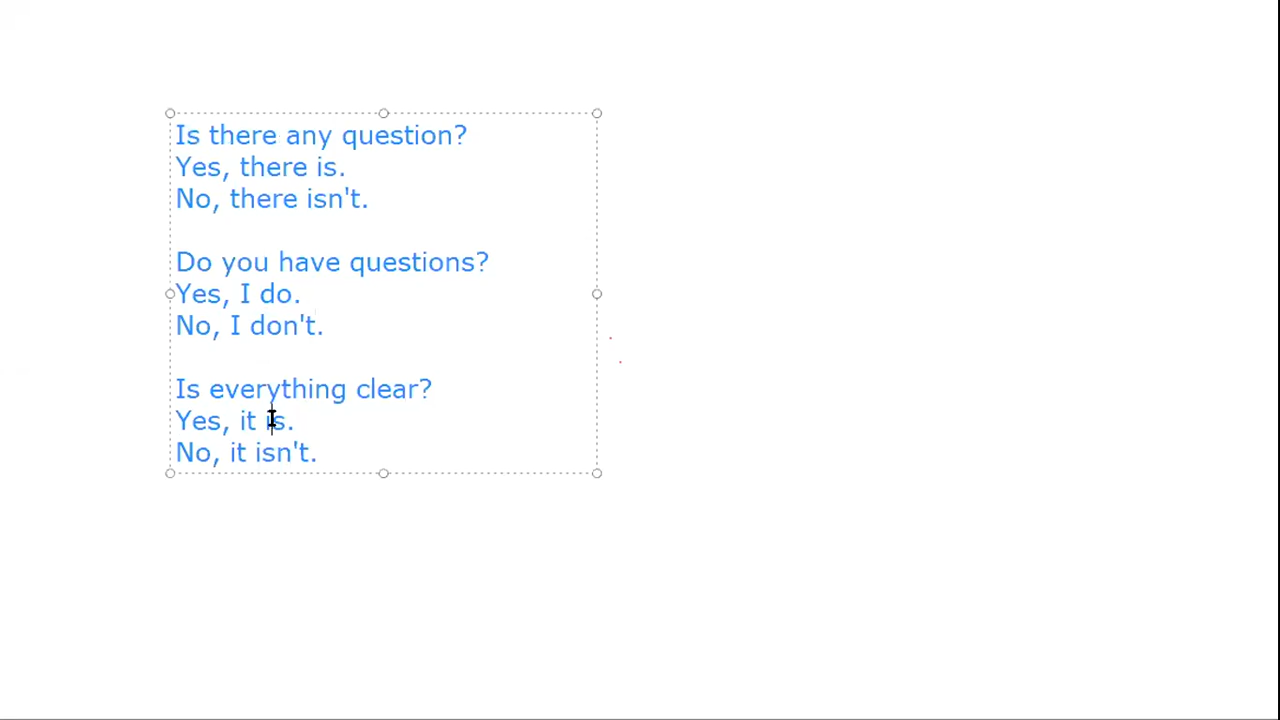 Is there any question?
Yes, there is.
No, there isn't.
Do you have questions?
Yes, I do.
No, I don't.
Is everything clear?
Yes, it is.
No, it isn't.